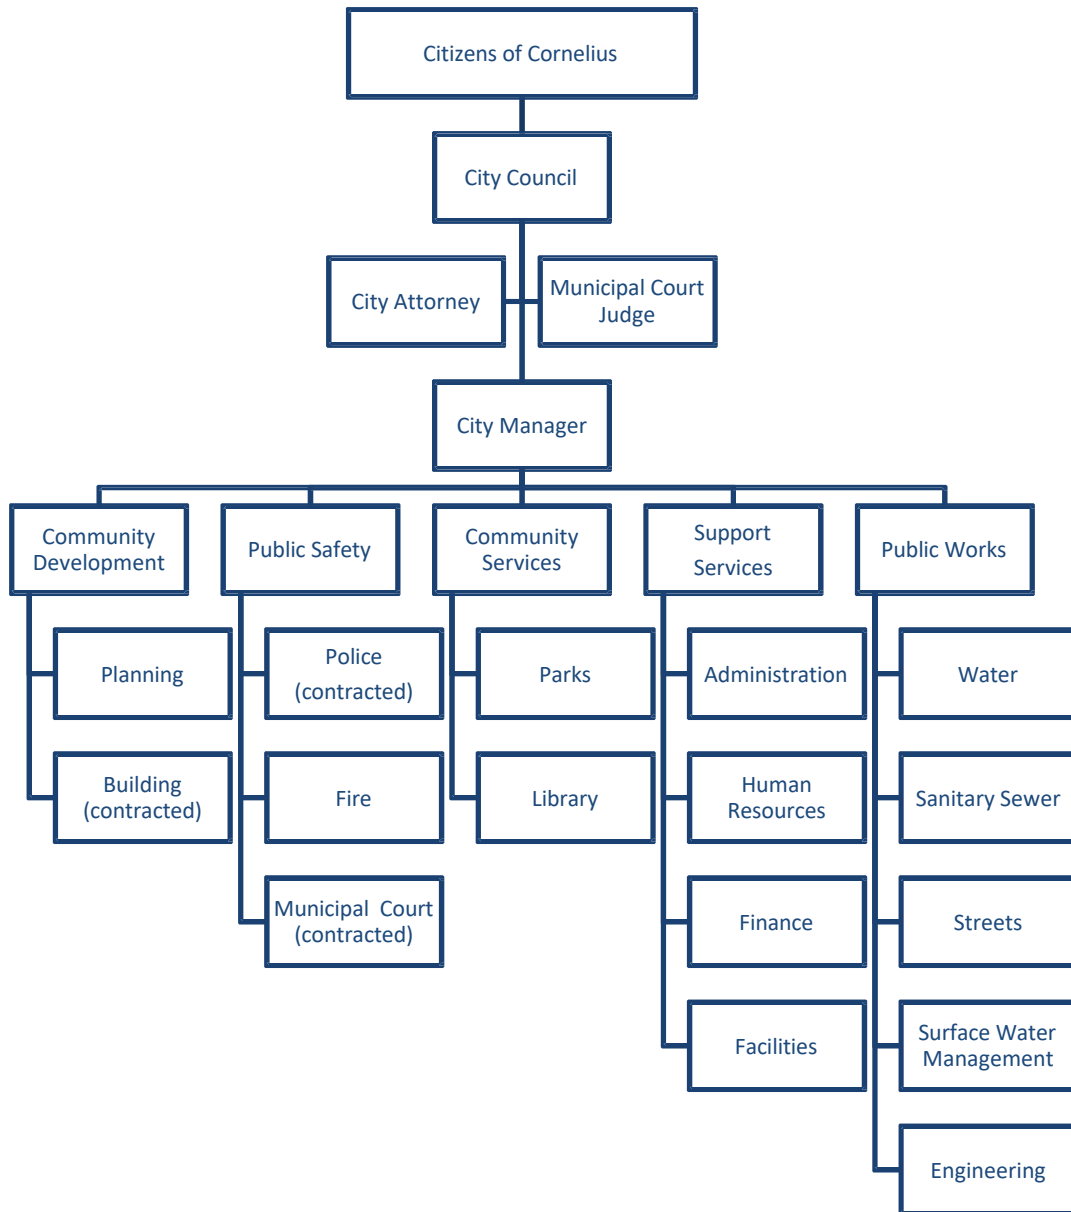 Citizens of Cornelius
City Council
City Attorney
Municipal Court
Judge
City Manager
Community
Development
Public Safety
Community
Services
Support
Services
Public Works
Planning
Police
(contracted)
Parks
Administration
Water
Building
(contracted)
Fire
Library
Human
Resources
Sanitary Sewer
Municipal Court
(contracted)
Finance
Streets
Facilities
Surface Water
Management
Engineering